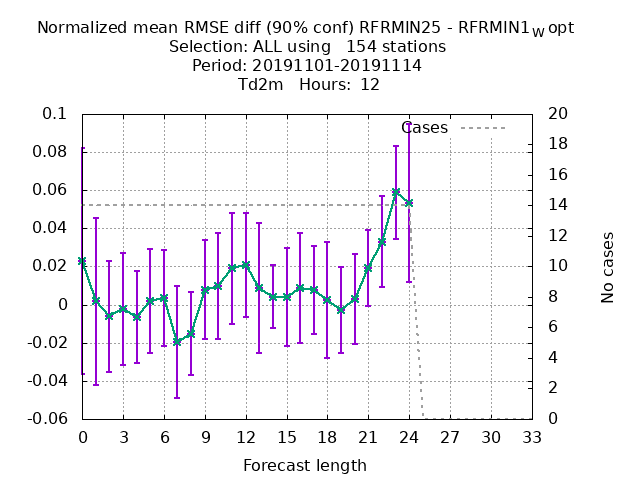 Normalized mean RMSE diff (90% conf) RFRMIN25 - RFRMIN1wopt
Selection: ALL using 154 stations
Period: 20191101-20191114
Td2m Hours: 12
0.1
0.08
0.06
0.04
0.02
0
-0.02
-0.04
-0.06
Cases
20
18
16
14
12
10
8
6
4
2
0
No cases
0 3 6 9 12 15 18 21 24 27 30 33
Forecast length